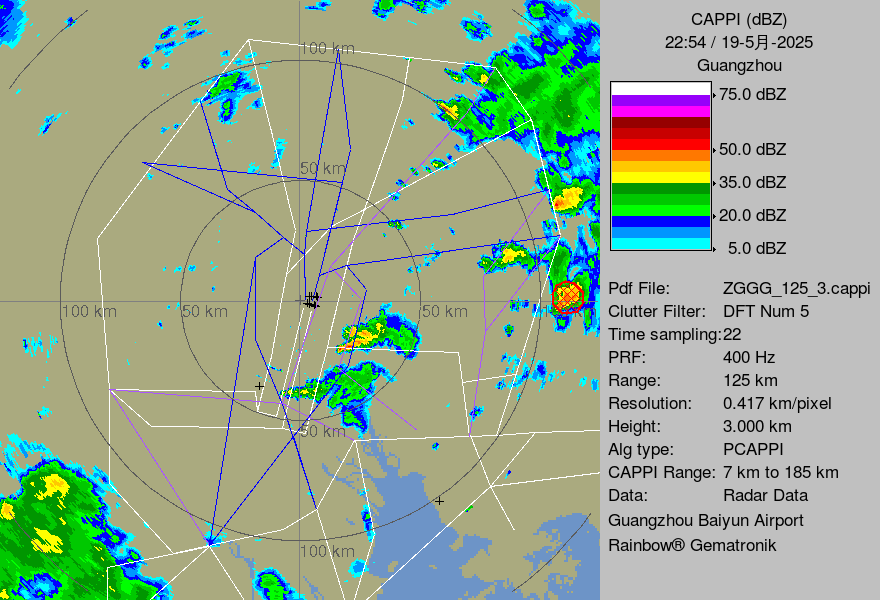 CAPPI (dBZ)
22:54 / 19-5月-2025
Guangzhou
75.0 dBZ
50.0 dBZ
35.0 dBZ
20.0 dBZ
5.0 dBZ
Pdf File: ZGGG_125_3.cappi
Clutter Filter: DFT Num 5
Time sampling:22
PRF: 400 Hz
Range: 125 km
Resolution: 0.417 km/pixel
Height: 3.000 km
Alg type: PCAPPI
CAPPI Range: 7 km to 185 km
Data: Radar Data
Guangzhou Baiyun Airport
Rainbow® Gematronik
100 km
50 km
100 km
50 km
50 km
50 km
100 km